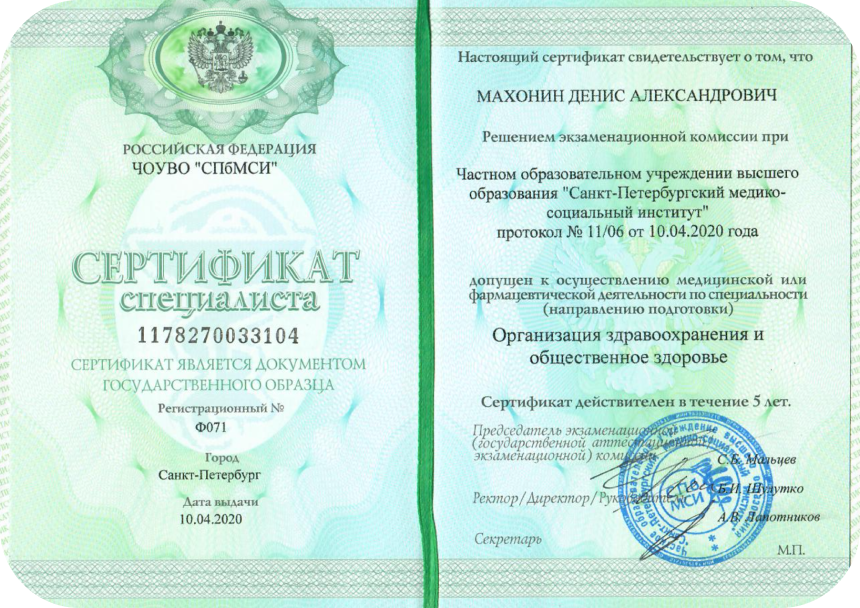 РОССИЙСКАЯ ФЕДЕРАЦИЯ
ЧОУВО "СПбМСИ"
СЕРТИФИКАТ
специалиста
1178270033104
СЕРТИФИКАТ ЯВЛЯЕТСЯ ДОКУМЕНТОМ
ГОСУДАРСТВЕННОГО ОБРАЗЦА
Регистрационный №
Ф071
Город
Санкт-Петербург
Дата выдачи
10.04.2020
Настоящий сертификат свидетельствует о том, что
МАХОНИН ДЕНИС АЛЕКСАНДРОВИЧ
Решением экзаменационной комиссии при
Частном образовательном учреждении высшего
образования "Санкт-Петербургский медико-
социальный институт"
протокол № 11/06 от 10.04.2020 года
допущен к осуществлению медицинской или
фармацевтической деятельности по специальности
(направлению подготовки)
Организация здравоохранения и
общественное здоровье
Сертификат действителен в течение 5 лет.
Председатель экзаменационной
(государственной аттестационной,
экзаменационной) комиссии
С.Б. Мальцев
Ректор/Директор/Руководитель
Б.И. Шулутко
А.В. Лапотников
Секретарь
М.П.
СПбМСИ